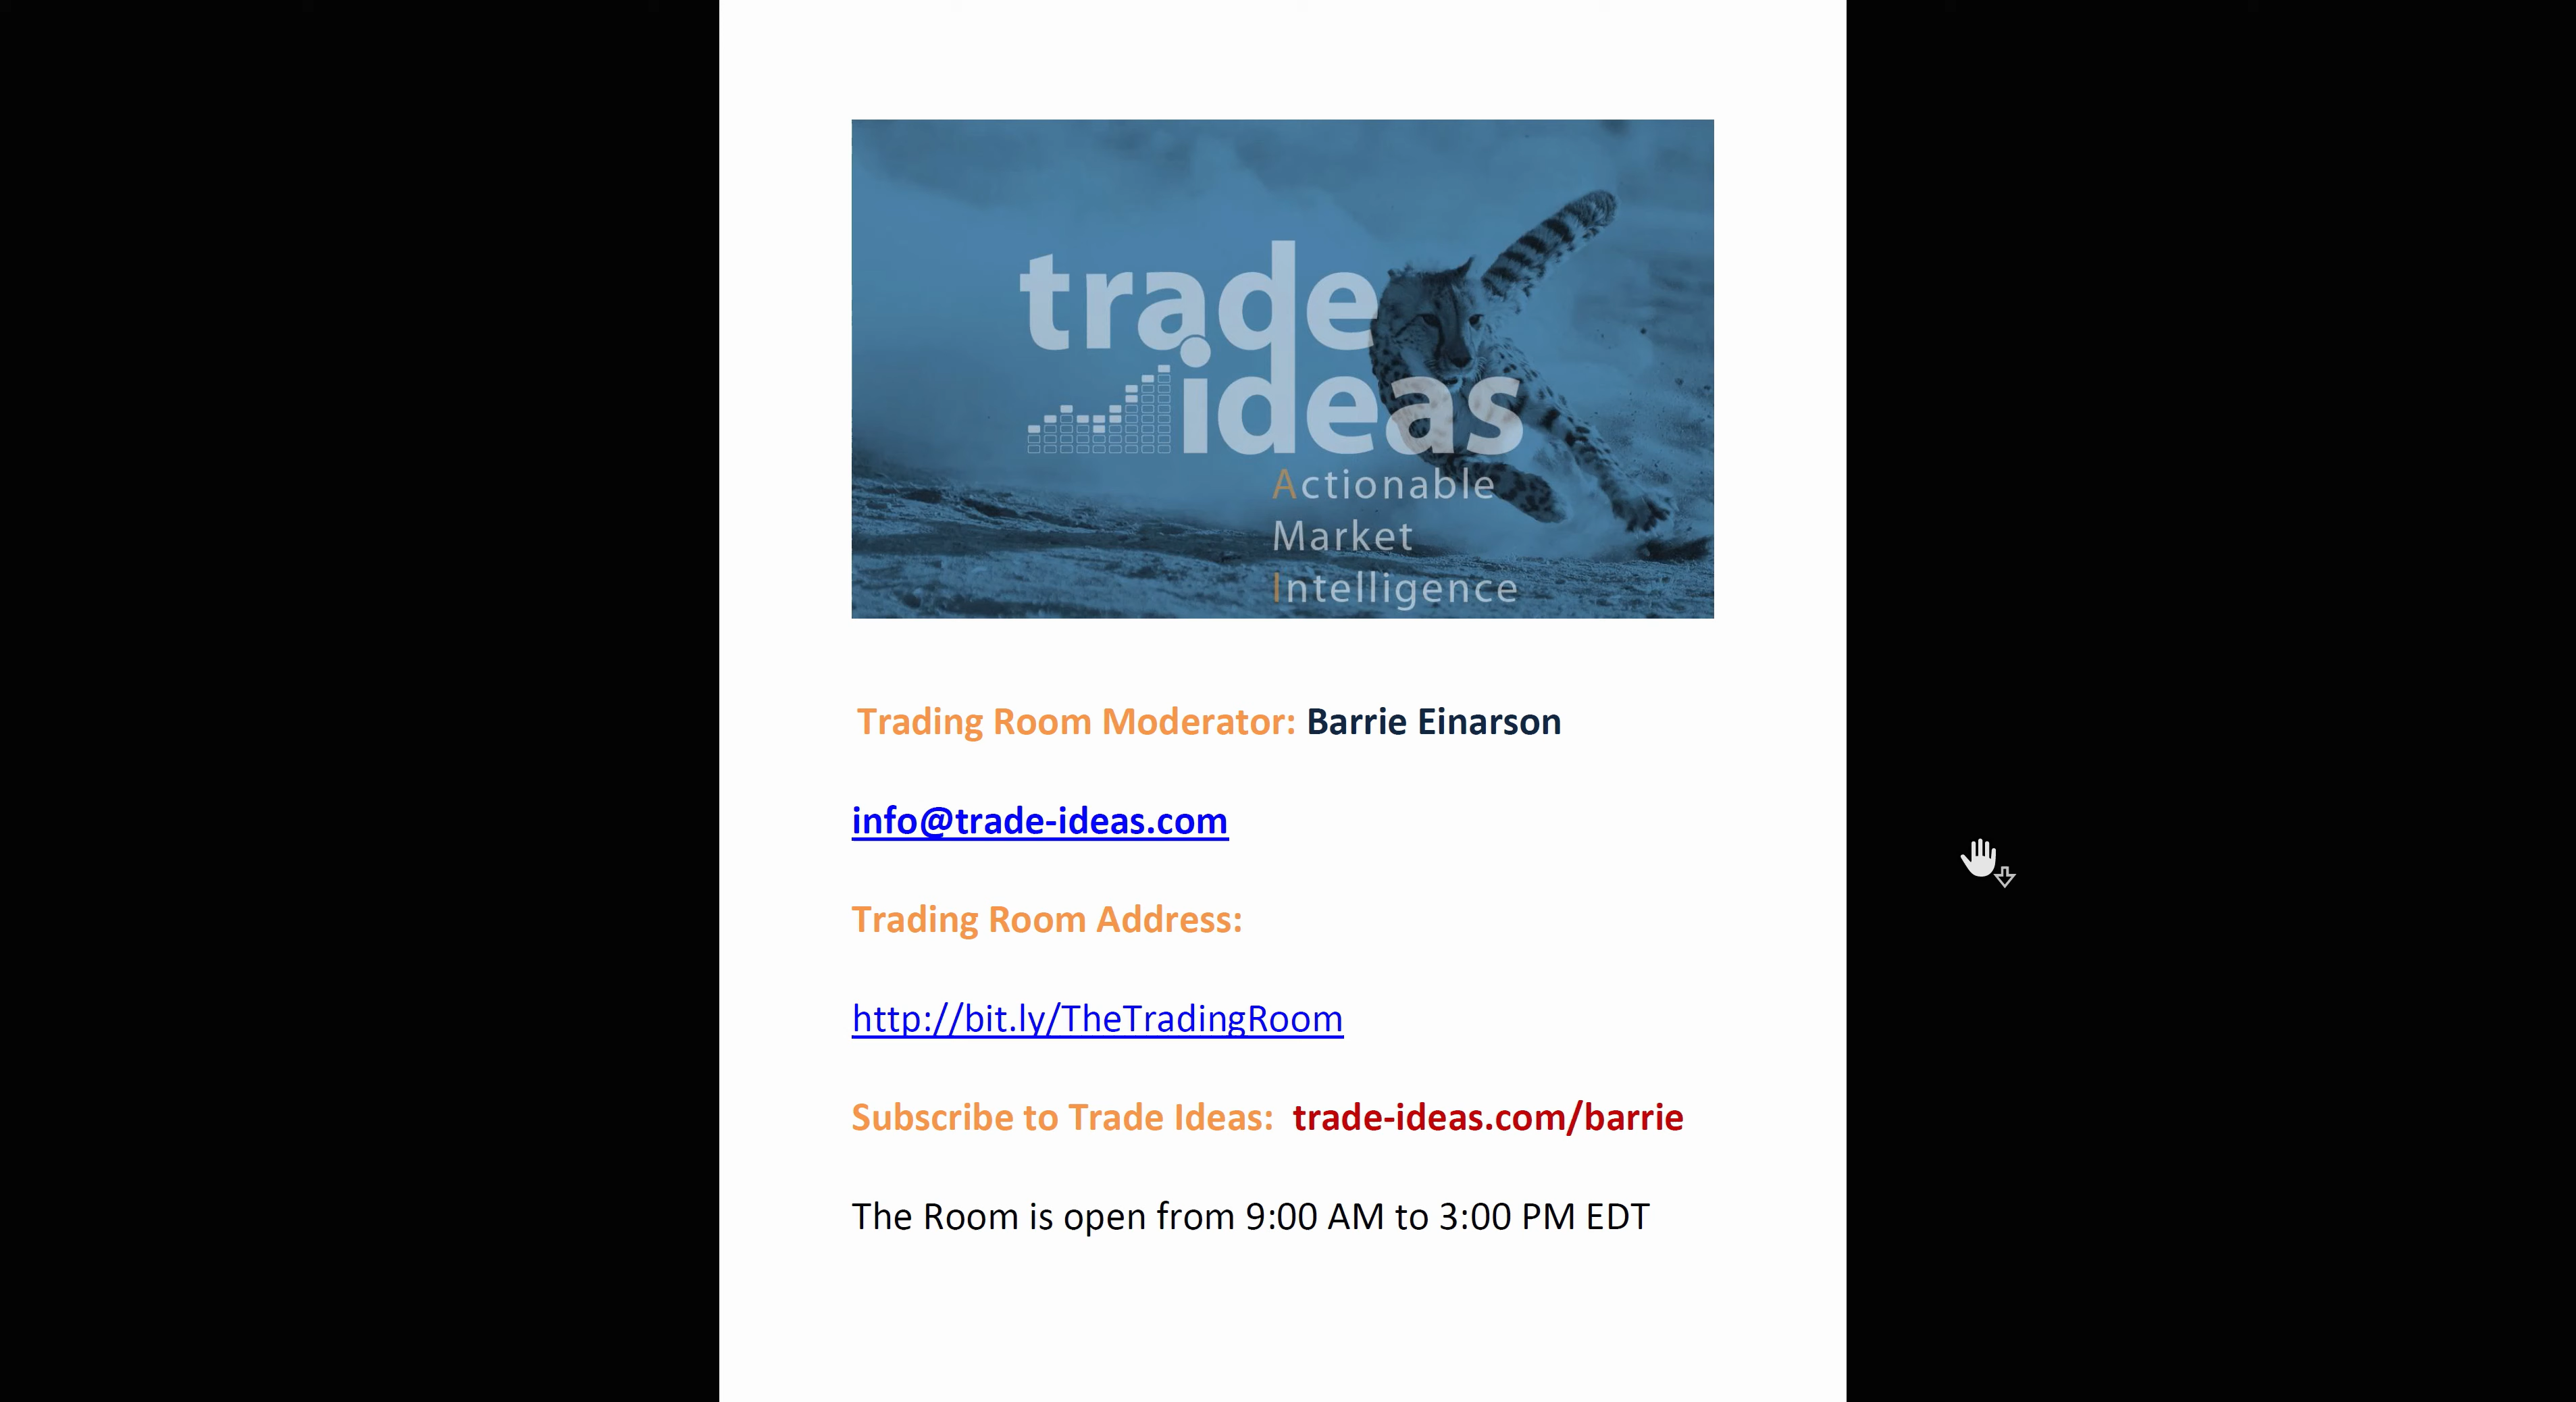 trade
ideas
Actionable
Market
Intelligence
Trading Room Moderator: Barrie Einarson
info@trade-ideas.com
Trading Room Address:
http://bit.ly/TheTradingRoom
Subscribe to Trade Ideas: trade-ideas.com/barrie
The Room is open from 9:00 AM to 3:00 PM EDT